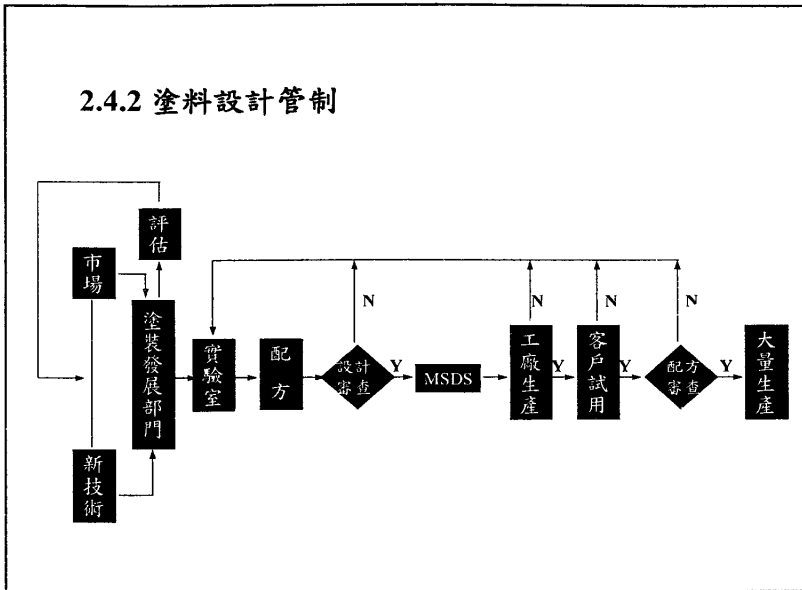 2.4.2 塗料設計管制
評估
市場
塗裝發展部門
新技術
實驗室
配方
設計審查
N
Y
MSDS
工廠生產
N
Y
客戶試用
N
Y
配方審查
N
Y
大量生產